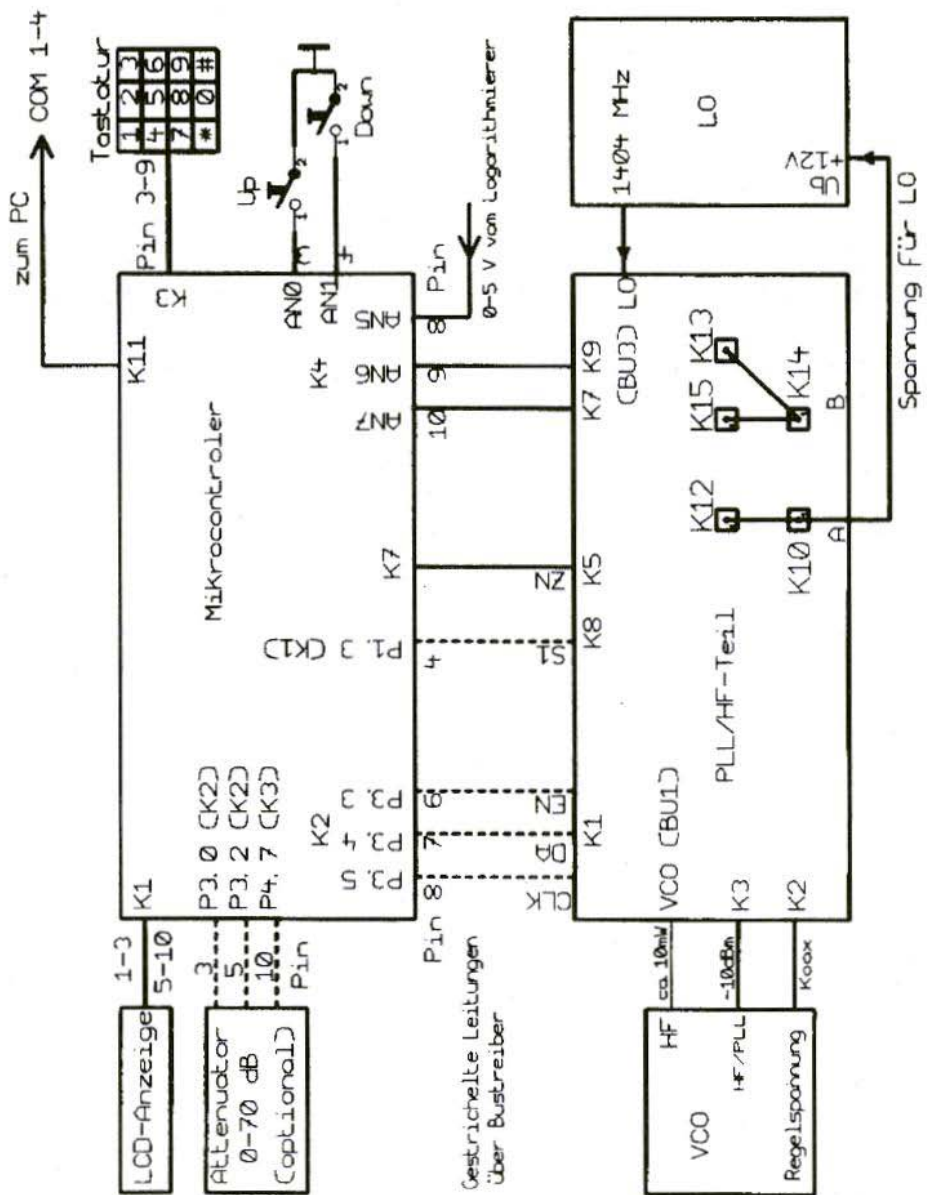 zum PC
COM 1-4
Tastatur
1 2 3
4 5 6
7 8 9
* 0 #
Pin 3-9
K11
K3
Mikrocontroler
Up
1
2
Down
1
2
AN0
3
AN1
4
K4
AN5
AN6
AN7
8
9
10
Pin
0-5 V vom Logarithmierer
K7
P1.3 (K1)
4
K1
P3.0 (K2)
P3.2 (K2)
P4.7 (K3)
K2
P3.3
P3.4
P3.5
6
7
8
Pin
1-3
5-10
3
5
10
Pin
LCD-Anzeige
Attenuator
0-70 dB
(optional)
Gestrichelte Leitungen
über Bustreiber
CLK
D
EN
S1
ZN
K1
K8
K5
K7
K9
(BU3) LO
1404 MHz
LO
Ub
+12V
Spannung für LO
K12
K10
A
K15
K13
K14
B
PLL/HF-Teil
VCO (BU1)
K3
K2
ca 10mW
-10dBm
Koax
HF
HF/PLL
VCO
Regelspannung